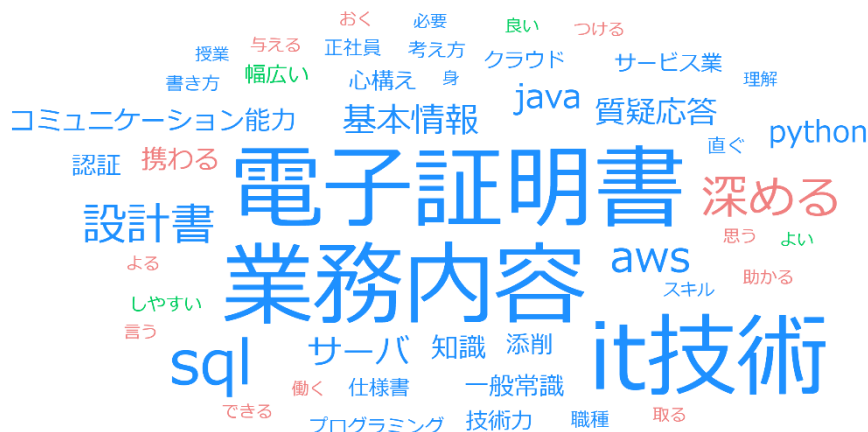 おく
必要
良い
つける
授業
与える
正社員
考え方
クラウド
サービス業
書き方
幅広い
心構え
身
理解
コミュニケーション能力
基本情報
java
質疑応答
python
認証
携わる
直ぐ
電子証明書
深める
設計書
思う
よい
よる
業務内容
aws
助かる
しやすい
スキル
言う
sql
サーバ
知識
添削
it技術
働く
仕様書
一般常識
できる
プログラミング
技術力
職種
取る